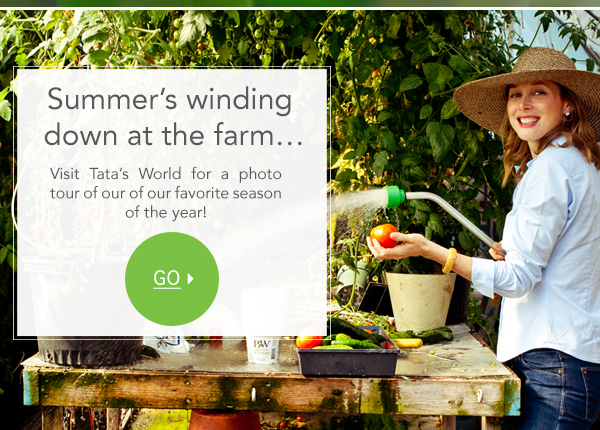 Summer's winding
down at the farm...
Visit Tata's World for a photo
tour of our of our favorite season
of the year!
GO
P&W